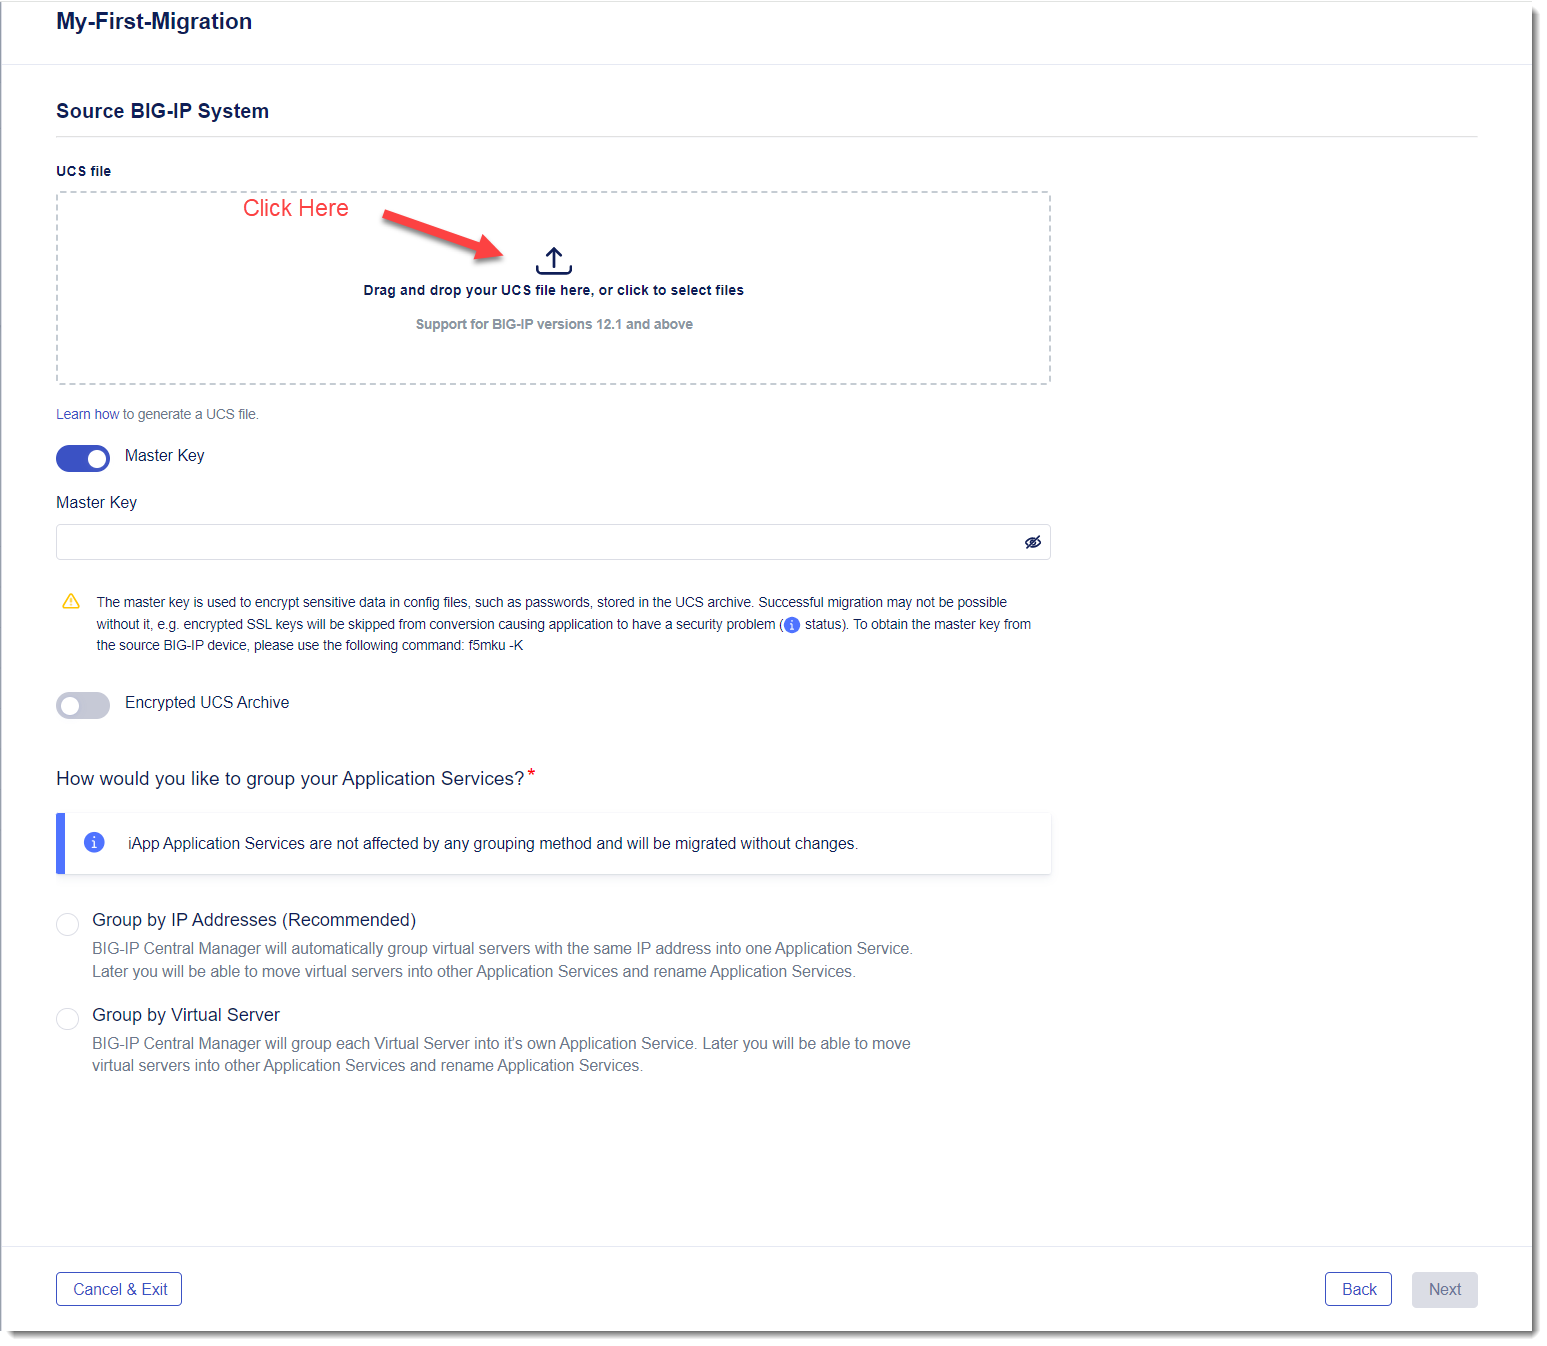 My-First-Migration
Source BIG-IP System
UCS file
Click Here
Drag and drop your UCS file here, or click to select files
Support for BIG-IP versions 12.1 and above
Learn how to generate a UCS file.
Master Key
Master Key
The master key is used to encrypt sensitive data in config files, such as passwords, stored in the UCS archive. Successful migration may not be possible
without it, e.g. encrypted SSL keys will be skipped from conversion causing application to have a security problem (i status). To obtain the master key from
the source BIG-IP device, please use the following command: f5mku -K
Encrypted UCS Archive
How would you like to group your Application Services?*
iApp Application Services are not affected by any grouping method and will be migrated without changes.
Group by IP Addresses (Recommended)
BIG-IP Central Manager will automatically group virtual servers with the same IP address into one Application Service.
Later you will be able to move virtual servers into other Application Services and rename Application Services.
Group by Virtual Server
BIG-IP Central Manager will group each Virtual Server into it's own Application Service. Later you will be able to move
virtual servers into other Application Services and rename Application Services.
Cancel & Exit
Back
Next